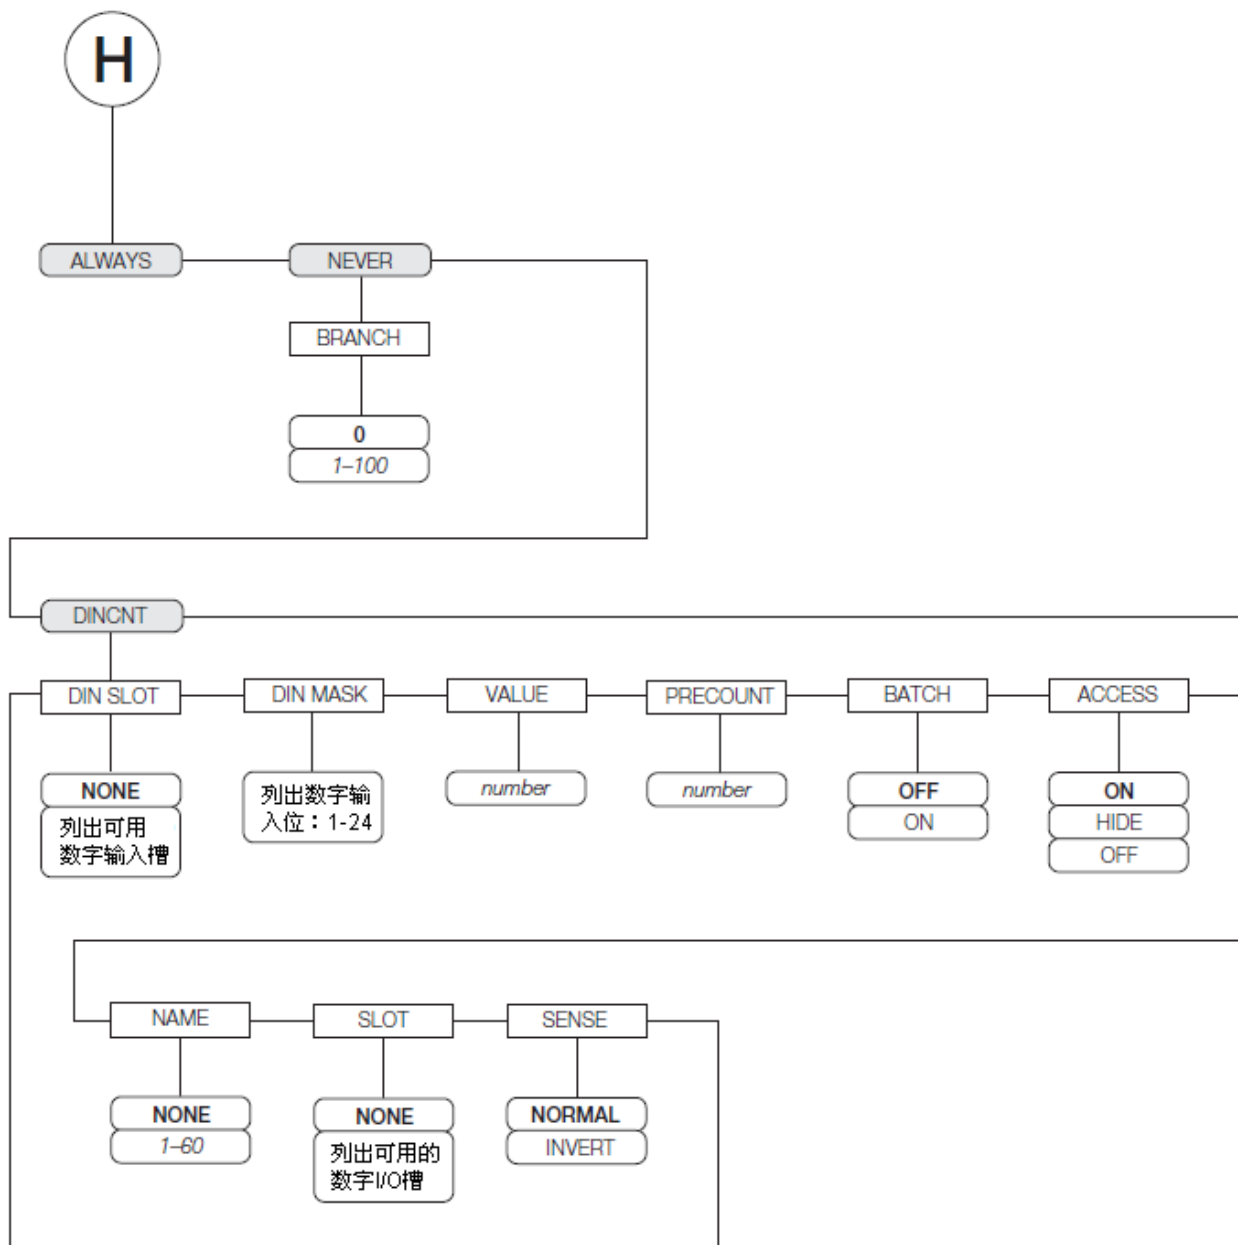 H
ALWAYS
NEVER
BRANCH
0
1–100
DINCNT
DIN SLOT
DIN MASK
VALUE
PRECOUNT
BATCH
ACCESS
NONE
列出可用
数字输入槽
列出数字输
入位：1-24
number
number
OFF
ON
ON
HIDE
OFF
NAME
SLOT
SENSE
NONE
1–60
NONE
列出可用的
数字I/O槽
NORMAL
INVERT